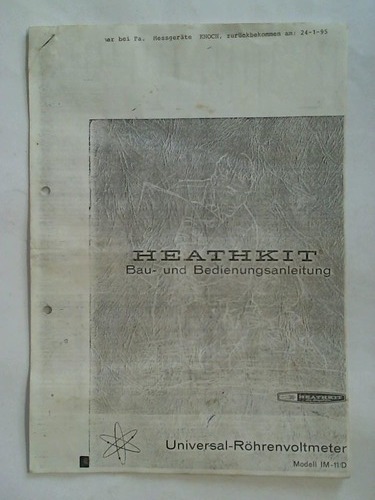 war bei Fa. Messgeräte KNOCH, zurückbekommen am: 24-1-95
HEATHKIT
Bau- und Bedienungsanleitung
HEATHKIT
Universal-Röhrenvoltmeter
Modell IM-11/D